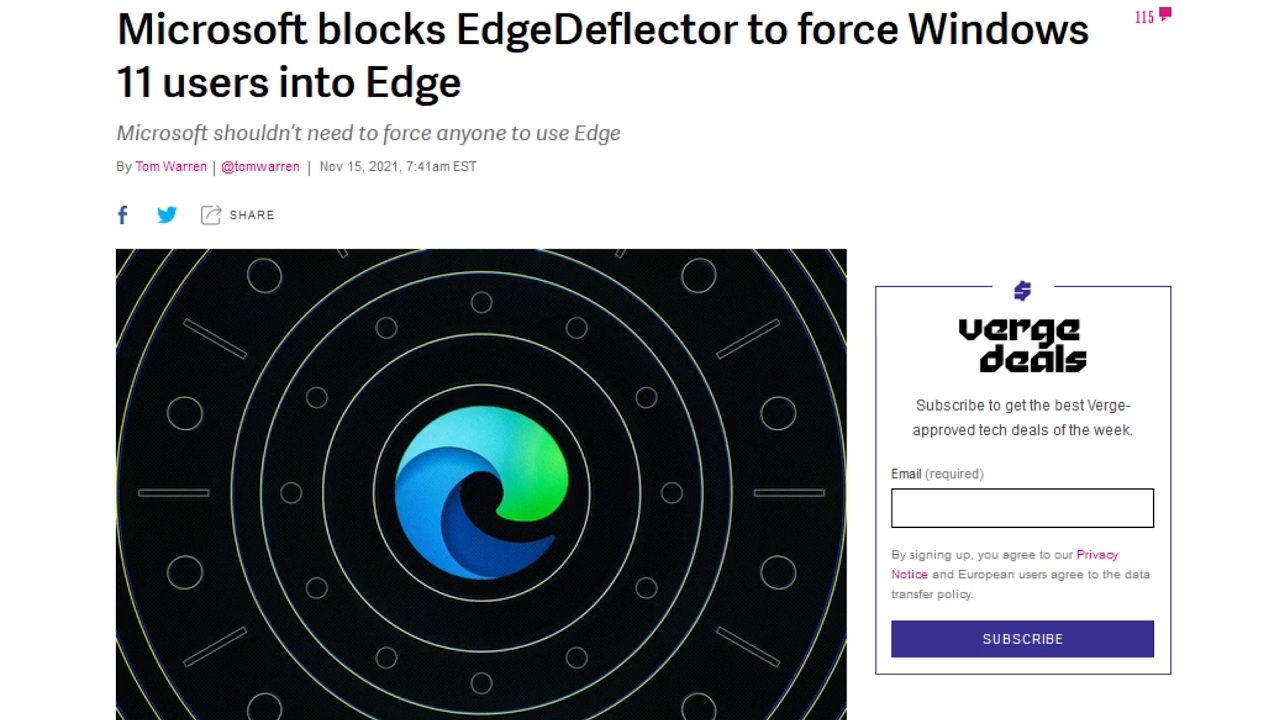 Microsoft blocks EdgeDeflector to force Windows
11 users into Edge
115
Microsoft shouldn't need to force anyone to use Edge
By Tom Warren | @tomwarren | Nov 15, 2021, 7:41am EST
SHARE
verge
deals
Subscribe to get the best Verge-
approved tech deals of the week.
Email (required)
By signing up, you agree to our Privacy
Notice and European users agree to the data
transfer policy.
SUBSCRIBE